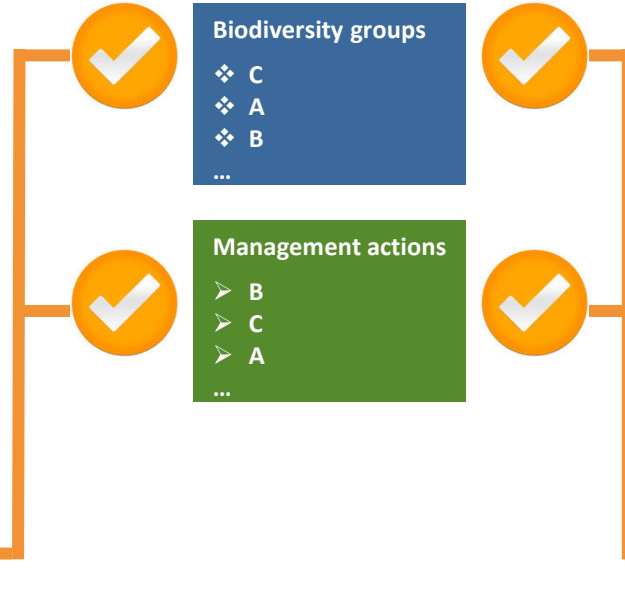 Biodiversity groups
❖ C
❖ A
❖ B
...
Management actions
➢ B
➢ C
➢ A
...